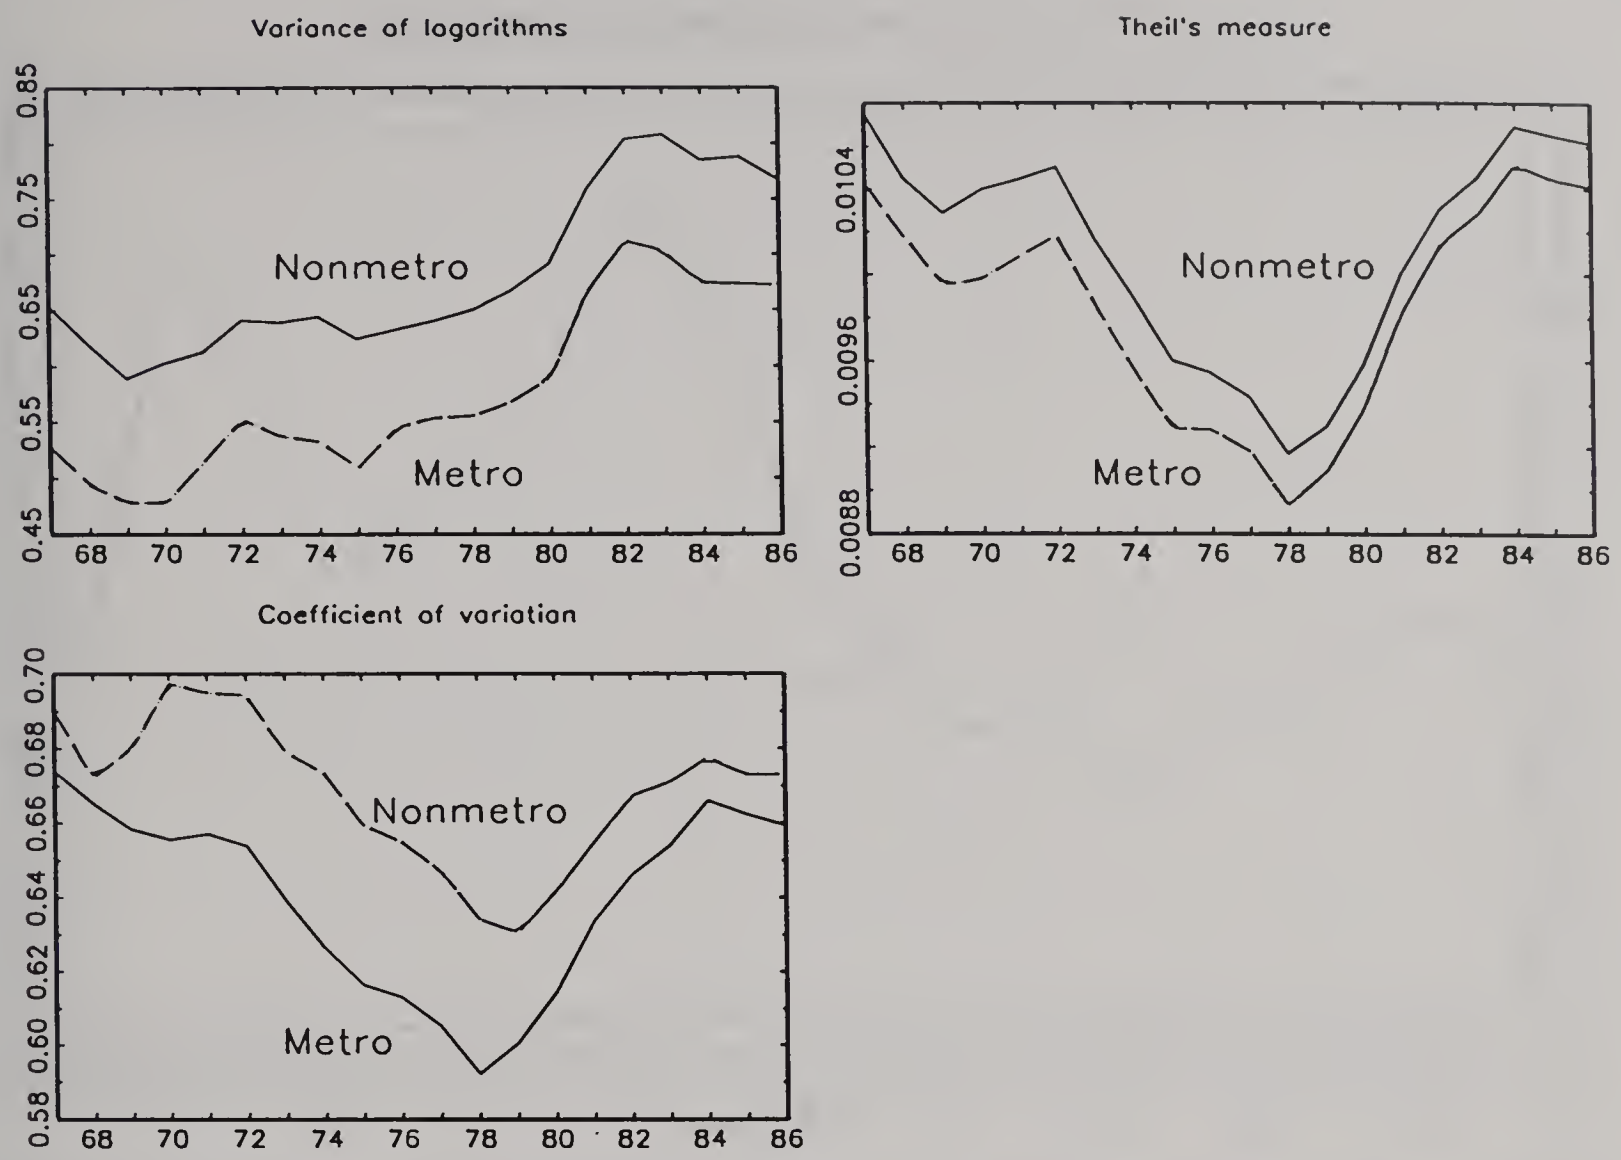 Variance of logarithms
0.85
0.75
0.65
0.55
0.45
Nonmetro
Metro
68 70 72 74 76 78 80 82 84 86
Theil's measure
0.0104
0.0096
0.0088
Nonmetro
Metro
68 70 72 74 76 78 80 82 84 86
Coefficient of variation
0.70
0.68
0.66
0.64
0.62
0.60
0.58
Nonmetro
Metro
68 70 72 74 76 78 80 82 84 86